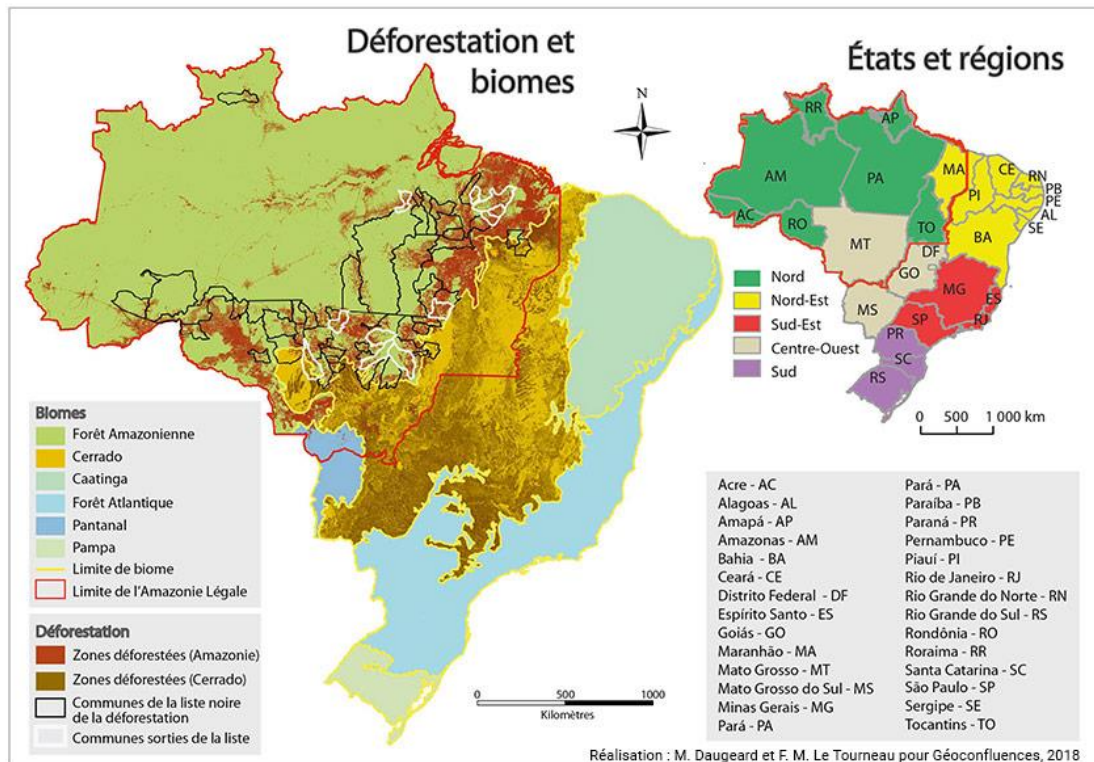 Déforestation et
biomes
N
Biomes
Forêt Amazonienne
Cerrado
Caatinga
Forêt Atlantique
Pantanal
Pampa
Limite de biome
Limite de l'Amazonie Légale
Déforestation
Zones déforestées (Amazonie)
Zones déforestées (Cerrado)
Communes de la liste noire
de la déforestation
Communes sorties de la liste
0 500 1000
Kilomètres
États et régions
RR
AP
AM
PA
MA
CE
RN
PB
PE
AL
SE
PI
AC
RO
TO
BA
MT
DF
GO
MG
ES
MS
SP
RJ
PR
SC
RS
Nord
Nord-Est
Sud-Est
Centre-Ouest
Sud
0 500 1 000 km
Acre - AC
Alagoas - AL
Amapá - AP
Amazonas - AM
Bahia - BA
Ceará - CE
Distrito Federal - DF
Espírito Santo - ES
Goiás - GO
Maranhão - MA
Mato Grosso - MT
Mato Grosso do Sul - MS
Minas Gerais - MG
Pará - PA
Pará - PA
Paraíba - PB
Paraná - PR
Pernambuco - PE
Piauí - PI
Rio de Janeiro - RJ
Rio Grande do Norte - RN
Rio Grande do Sul - RS
Rondônia - RO
Roraima - RR
Santa Catarina - SC
São Paulo - SP
Sergipe - SE
Tocantins - TO
Réalisation : M. Daugeard et F. M. Le Tourneau pour Géoconfluences, 2018